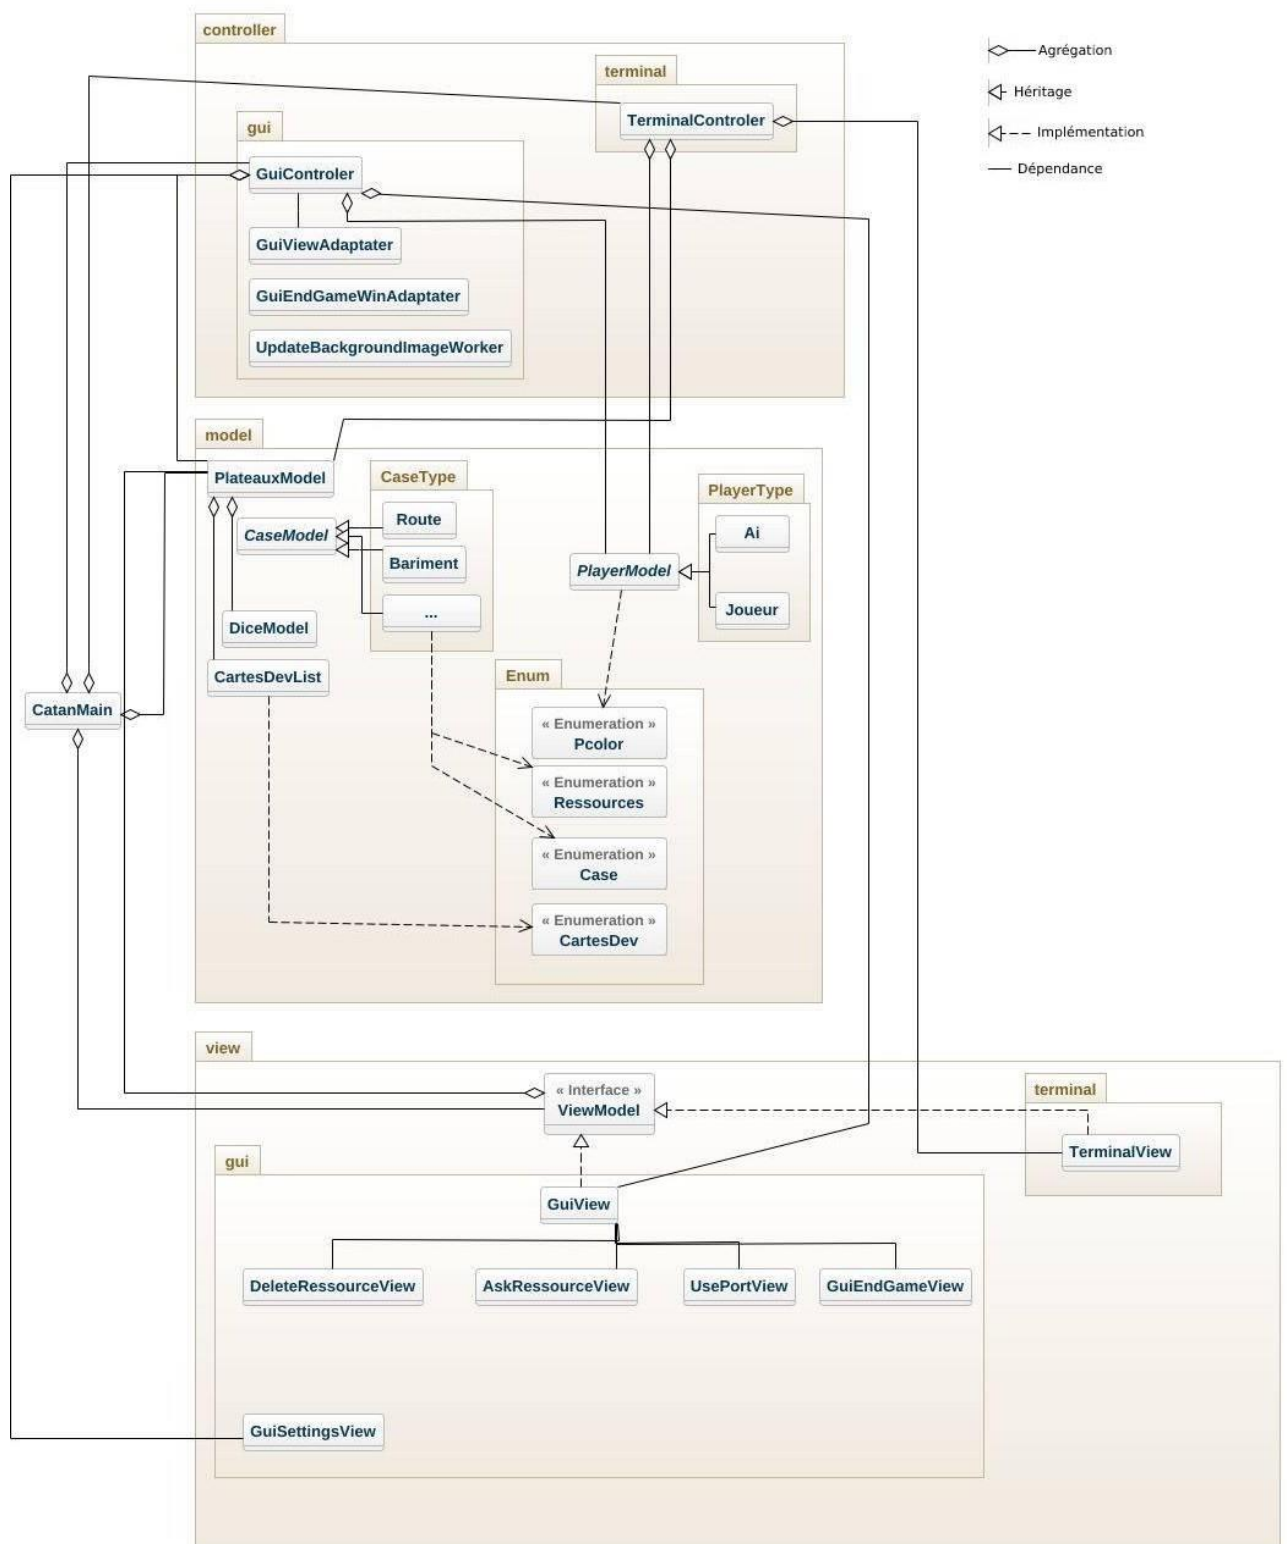 controller
terminal
TerminalControler
gui
GuiControler
GuiViewAdaptater
GuiEndGameWinAdaptater
UpdateBackgroundImageWorker
Agrégation
Héritage
Implémentation
Dépendance
model
PlateauxModel
CaseType
CaseModel
Route
Bariment
...
PlayerType
Ai
PlayerModel
Joueur
DiceModel
CartesDevList
CatanMain
Enum
« Enumeration »
Pcolor
« Enumeration »
Ressources
« Enumeration »
Case
« Enumeration »
CartesDev
view
« Interface »
ViewModel
terminal
TerminalView
gui
GuiView
DeleteRessourceView
AskRessourceView
UsePortView
GuiEndGameView
GuiSettingsView